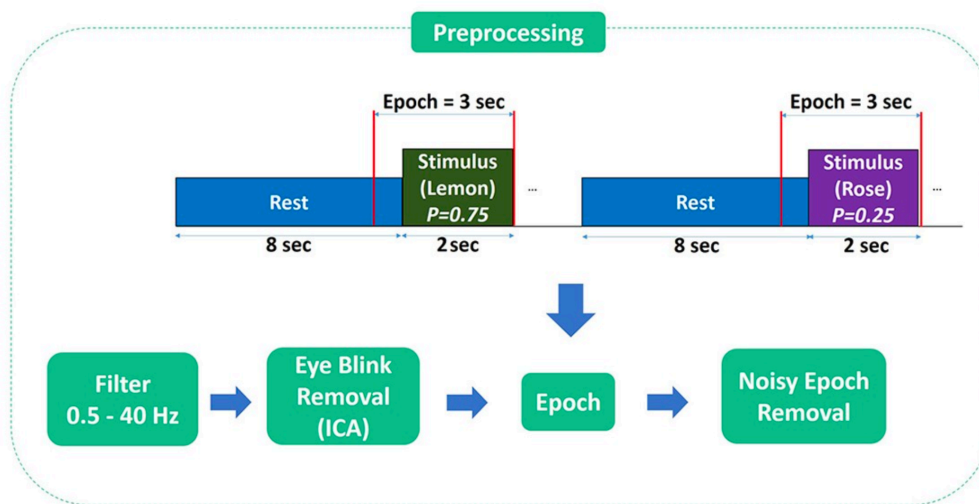 Preprocessing
Epoch = 3 sec
Epoch = 3 sec
Rest
Stimulus
(Lemon)
P=0.75
...
Rest
Stimulus
(Rose)
P=0.25
...
8 sec
2 sec
8 sec
2 sec
Filter
0.5 - 40 Hz
Eye Blink
Removal
(ICA)
Epoch
Noisy Epoch
Removal